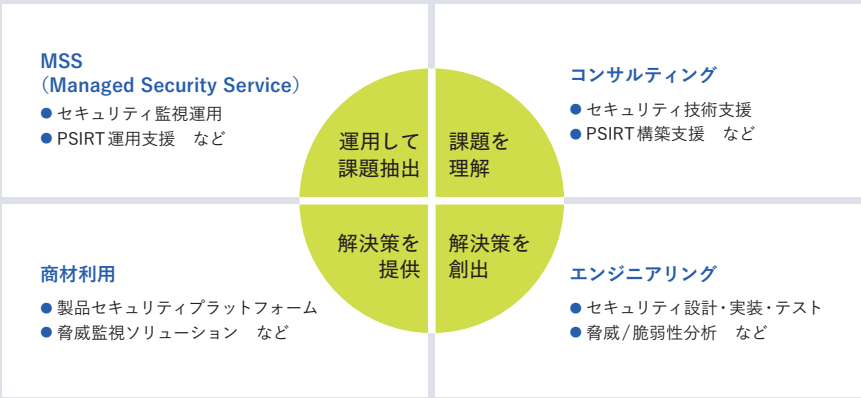 MSS
（Managed Security Service）
● セキュリティ監視運用
● PSIRT運用支援　など
コンサルティング
● セキュリティ技術支援
● PSIRT構築支援　など
運用して
課題抽出
課題を
理解
解決策を
提供
解決策を
創出
商材利用
● 製品セキュリティプラットフォーム
● 脅威監視ソリューション　など
エンジニアリング
● セキュリティ設計・実装・テスト
● 脅威/脆弱性分析　など